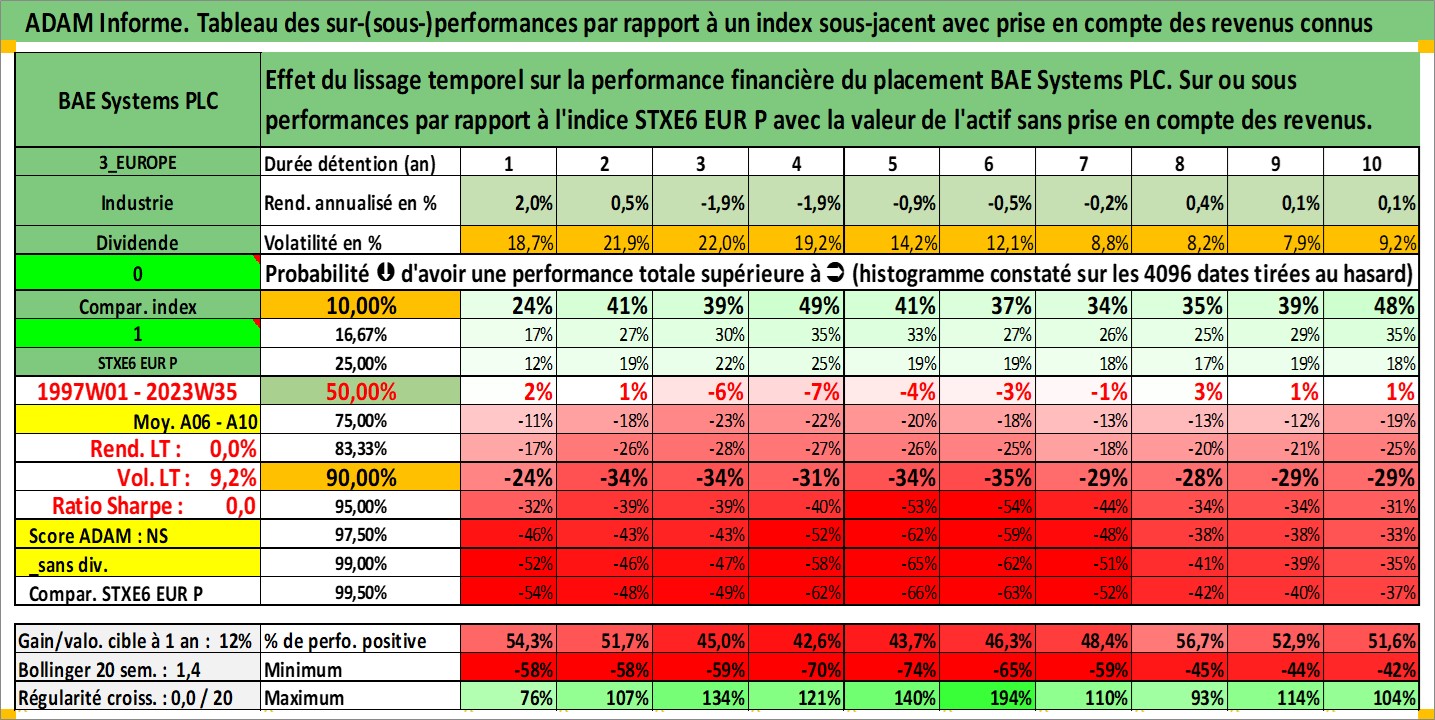 ADAM Informe. Tableau des sur-(sous-)performances par rapport à un index sous-jacent avec prise en compte des revenus connus
BAE Systems PLC
Effet du lissage temporel sur la performance financière du placement BAE Systems PLC. Sur ou sous
performances par rapport à l'indice STXE6 EUR P avec la valeur de l'actif sans prise en compte des revenus.
3_EUROPE Durée détention (an) 1 2 3 4 5 6 7 8 9 10
Industrie Rend. annualisé en % 2,0% 0,5% -1,9% -1,9% -0,9% -0,5% -0,2% 0,4% 0,1% 0,1%
Dividende Volatilité en % 18,7% 21,9% 22,0% 19,2% 14,2% 12,1% 8,8% 8,2% 7,9% 9,2%
0 Probabilité d'avoir une performance totale supérieure à (histogramme constaté sur les 4096 dates tirées au hasard)
Compar. index 10,00% 24% 41% 39% 49% 41% 37% 34% 35% 39% 48%
1 16,67% 17% 27% 30% 35% 33% 27% 26% 25% 29% 35%
STXE6 EUR P 25,00% 12% 19% 22% 25% 19% 19% 18% 17% 19% 18%
1997W01 - 2023W35 50,00% 2% 1% -6% -7% -4% -3% -1% 3% 1% 1%
Moy. A06 - A10 75,00% -11% -18% -23% -22% -20% -18% -13% -13% -12% -19%
Rend. LT : 0,0% 83,33% -17% -26% -28% -27% -26% -25% -18% -20% -21% -25%
Vol. LT : 9,2% 90,00% -24% -34% -34% -31% -34% -35% -29% -28% -29% -29%
Ratio Sharpe : 0,0 95,00% -32% -39% -39% -40% -53% -54% -44% -34% -34% -31%
Score ADAM : NS 97,50% -46% -43% -43% -52% -62% -59% -48% -38% -38% -33%
_sans div. 99,00% -52% -46% -47% -58% -65% -62% -51% -41% -39% -35%
Compar. STXE6 EUR P 99,50% -54% -48% -49% -62% -66% -63% -52% -42% -40% -37%
Gain/valo. cible à 1 an : 12% % de perfo. positive 54,3% 51,7% 45,0% 42,6% 43,7% 46,3% 48,4% 56,7% 52,9% 51,6%
Bollinger 20 sem. : 1,4 Minimum -58% -58% -59% -70% -74% -65% -59% -45% -44% -42%
Régularité croiss. : 0,0 / 20 Maximum 76% 107% 134% 121% 140% 194% 110% 93% 114% 104%